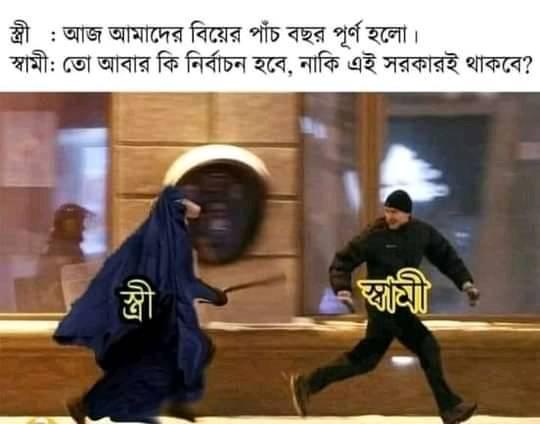 স্ত্রী : আজ আমাদের বিয়ের পাঁচ বছর পূর্ণ হলো।
স্বামী: তো আবার কি নির্বাচন হবে, নাকি এই সরকারই থাকবে?
স্ত্রী
স্বামী